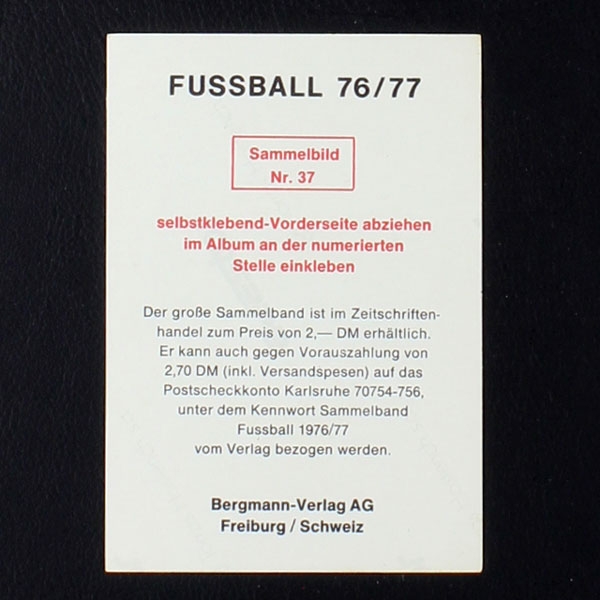 FUSSBALL 76/77
Sammelbild
Nr. 37
selbstklebend-Vorderseite abziehen
im Album an der numerierten
Stelle einkleben
Der große Sammelband ist im Zeitschriften-
handel zum Preis von 2,— DM erhältlich.
Er kann auch gegen Vorauszahlung von
2,70 DM (inkl. Versandspesen) auf das
Postscheckkonto Karlsruhe 70754-756,
unter dem Kennwort Sammelband
Fussball 1976/77
vom Verlag bezogen werden.
Bergmann-Verlag AG
Freiburg / Schweiz